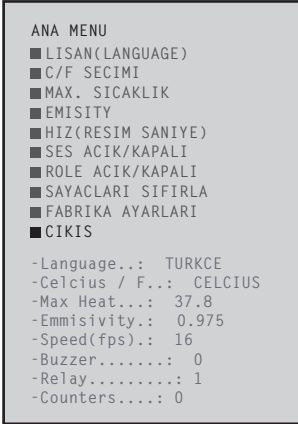 ANA MENU
LISAN(LANGUAGE)
C/F SECIMI
MAX. SICAKLIK
EMISITY
HIZ(RESIM SANIYE)
SES ACIK/KAPALI
ROLE ACIK/KAPALI
SAYACLARI SIFIRLA
FABRIKA AYARLARI
CIKIS
-Language..: TURKCE
-Celcius / F..: CELCIUS
-Max Heat...: 37.8
-Emmisivity.: 0.975
-Speed(fps).: 16
-Buzzer.......: 0
-Relay.........: 1
-Counters....: 0